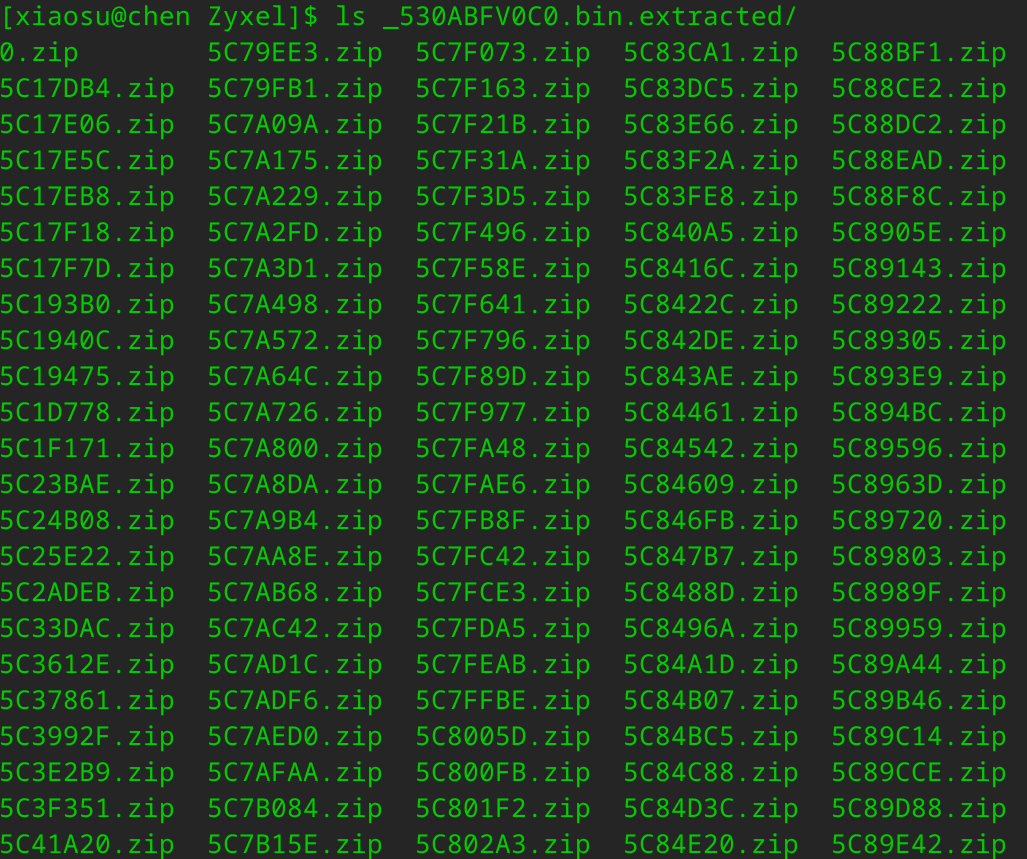 [xiaosu@chen Zyxel]$ ls _530ABFV0C0.bin.extracted/
0.zip 5C79EE3.zip 5C7F073.zip 5C83CA1.zip 5C88BF1.zip
5C17DB4.zip 5C79FB1.zip 5C7F163.zip 5C83DC5.zip 5C88CE2.zip
5C17E06.zip 5C7A09A.zip 5C7F21B.zip 5C83E66.zip 5C88DC2.zip
5C17E5C.zip 5C7A175.zip 5C7F31A.zip 5C83F2A.zip 5C88EAD.zip
5C17EB8.zip 5C7A229.zip 5C7F3D5.zip 5C83FE8.zip 5C88F8C.zip
5C17F18.zip 5C7A2FD.zip 5C7F496.zip 5C840A5.zip 5C8905E.zip
5C17F7D.zip 5C7A3D1.zip 5C7F58E.zip 5C8416C.zip 5C89143.zip
5C193B0.zip 5C7A498.zip 5C7F641.zip 5C8422C.zip 5C89222.zip
5C1940C.zip 5C7A572.zip 5C7F796.zip 5C842DE.zip 5C89305.zip
5C19475.zip 5C7A64C.zip 5C7F89D.zip 5C843AE.zip 5C893E9.zip
5C1D778.zip 5C7A726.zip 5C7F977.zip 5C84461.zip 5C894BC.zip
5C1F171.zip 5C7A800.zip 5C7FA48.zip 5C84542.zip 5C89596.zip
5C23BAE.zip 5C7A8DA.zip 5C7FAE6.zip 5C84609.zip 5C8963D.zip
5C24B08.zip 5C7A9B4.zip 5C7FB8F.zip 5C846FB.zip 5C89720.zip
5C25E22.zip 5C7AA8E.zip 5C7FC42.zip 5C847B7.zip 5C89803.zip
5C2ADEB.zip 5C7AB68.zip 5C7FCE3.zip 5C8488D.zip 5C8989F.zip
5C33DAC.zip 5C7AC42.zip 5C7FDA5.zip 5C8496A.zip 5C89959.zip
5C3612E.zip 5C7AD1C.zip 5C7FEAB.zip 5C84A1D.zip 5C89A44.zip
5C37861.zip 5C7ADF6.zip 5C7FFBE.zip 5C84B07.zip 5C89B46.zip
5C3992F.zip 5C7AED0.zip 5C8005D.zip 5C84BC5.zip 5C89C14.zip
5C3E2B9.zip 5C7AFAA.zip 5C800FB.zip 5C84C88.zip 5C89CCE.zip
5C3F351.zip 5C7B084.zip 5C801F2.zip 5C84D3C.zip 5C89D88.zip
5C41A20.zip 5C7B15E.zip 5C802A3.zip 5C84E20.zip 5C89E42.zip